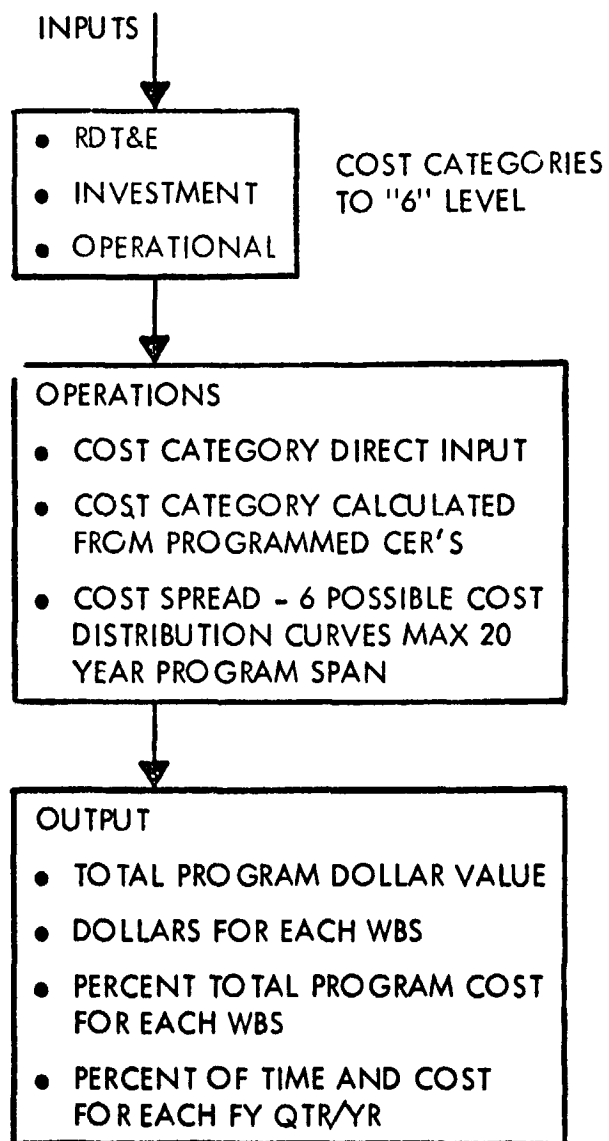 INPUTS
• RDT&E
• INVESTMENT
• OPERATIONAL
COST CATEGORIES
TO "6" LEVEL
OPERATIONS
• COST CATEGORY DIRECT INPUT
• COST CATEGORY CALCULATED
FROM PROGRAMMED CER'S
• COST SPREAD - 6 POSSIBLE COST
DISTRIBUTION CURVES MAX 20
YEAR PROGRAM SPAN
OUTPUT
• TOTAL PROGRAM DOLLAR VALUE
• DOLLARS FOR EACH WBS
• PERCENT TOTAL PROGRAM COST
FOR EACH WBS
• PERCENT OF TIME AND COST
FOR EACH FY QTR/YR